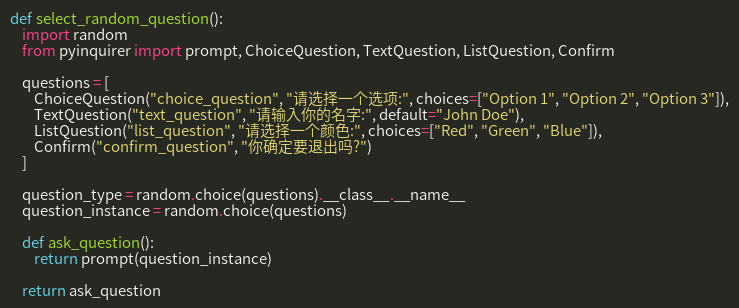 def select_random_question():
    import random
    from pyinquirer import prompt, ChoiceQuestion, TextQuestion, ListQuestion, Confirm

    questions = [
        ChoiceQuestion("choice_question", "请选择一个选项:", choices=["Option 1", "Option 2", "Option 3"]),
        TextQuestion("text_question", "请输入你的名字:", default="John Doe"),
        ListQuestion("list_question", "请选择一个颜色:", choices=["Red", "Green", "Blue"]),
        Confirm("confirm_question", "你确定要退出吗?")
    ]

    question_type = random.choice(questions).__class__.__name__
    question_instance = random.choice(questions)

    def ask_question():
        return prompt(question_instance)

    return ask_question